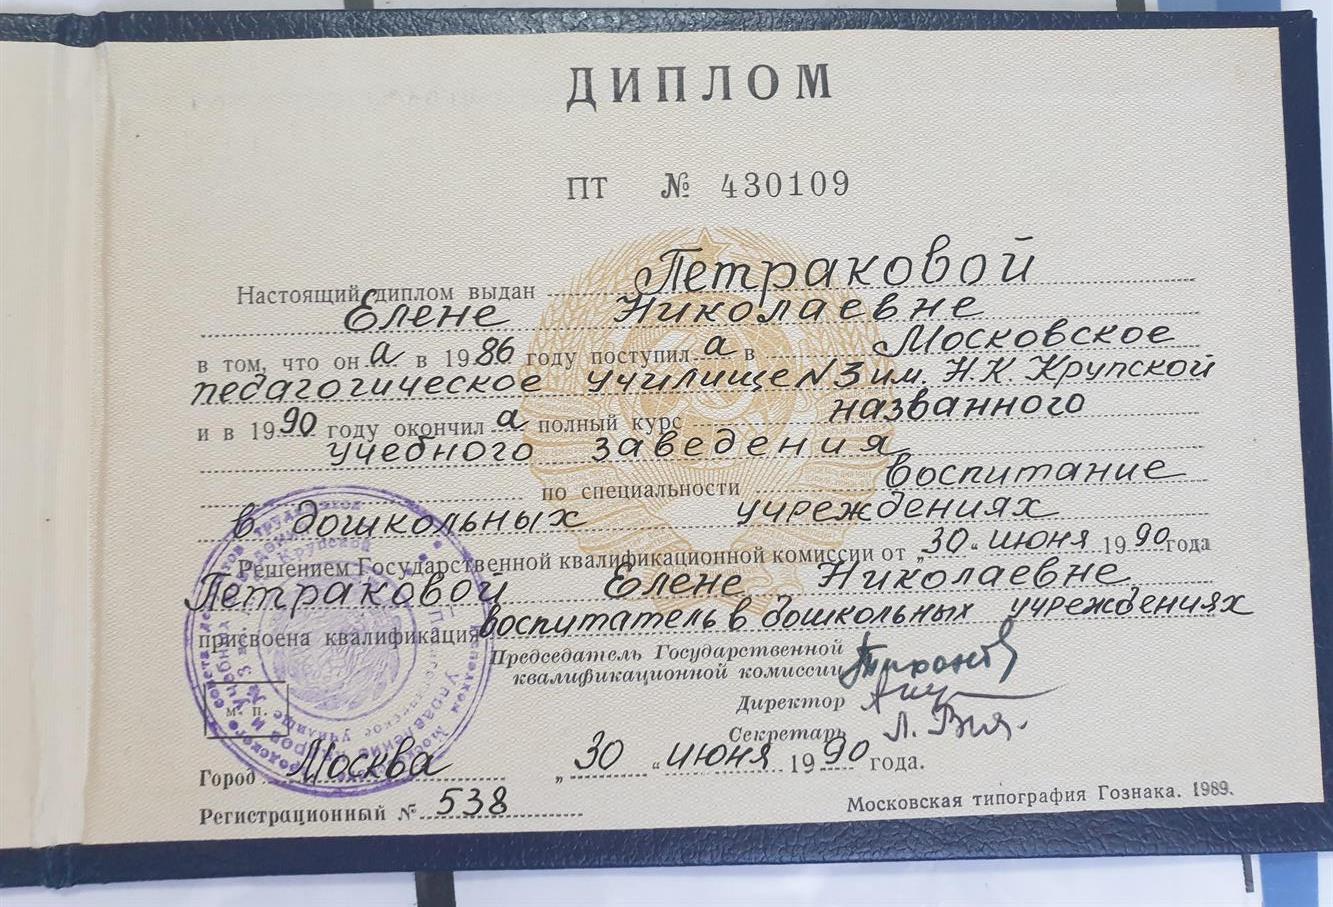 ДИПЛОМ
ПТ № 430109
Настоящий диплом выдан Петраковой
Елене Николаевне
в том, что он а в 1986 году поступил а в Московское
педагогическое училище N3 им. Н.К. Крупской
и в 1990 году окончил а полный курс названного
учебного заведения
по специальности воспитание
в дошкольных учреждениях
Решением Государственной квалификационной комиссии от „30" июня 1990 года
Петраковой Елене Николаевне
присвоена квалификация воспитатель в дошкольных учреждениях
Председатель Государственной
квалификационной комиссии
Директор
Секретарь
м. п.
Город Москва „30" июня 1990 года.
Регистрационный № 538
Московская типография Гознака. 1989.